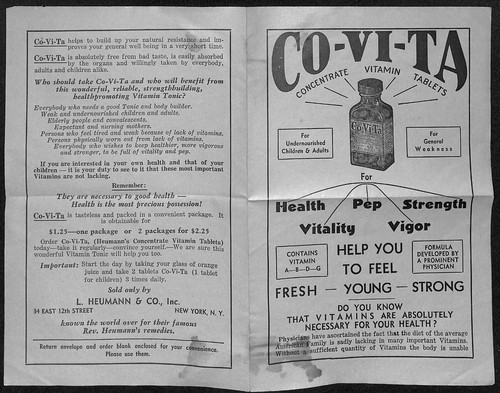 Co-Vi-Ta helps to build up your natural resistance and im-
proves your general well being in a very short time.
Co-Vi-Ta is absolutely free from bad taste, is easily absorbed
by the organs and willingly taken by everybody,
adults and children alike.
Who should take Co-Vi-Ta and who will benefit from
this wonderful, reliable, strengthbuilding,
healthpromoting Vitamin Tonic?
Everybody who needs a good Tonic and body builder.
Weak and undernourished children and adults.
Elderly people and convalescents.
Expectant and nursing mothers.
Persons who feel tired and weak because of lack of vitamins.
Persons physically worn out from lack of vitamins.
Everybody who wishes to keep healthier, more vigorous
and stronger, to be full of vitality and pep.
If you are interested in your own health and that of your
children — it is your duty to see to it that these most important
Vitamins are not lacking.
Remember:
They are necessary to good health —
Health is the most precious possession!
Co-Vi-Ta is tasteless and packed in a convenient package. It
is obtainable for
$1.25—one package or 2 packages for $2.25
Order Co-Vi-Ta, (Heumann's Concentrate Vitamin Tablets)
today—take it regularly—convince yourself.—We are sure this
wonderful Vitamin Tonic will help you too.
Important: Start the day by taking your glass of orange
juice and take 2 tablets Co-Vi-Ta (1 tablet
for children) 3 times daily.
Sold only by
L. HEUMANN & CO., Inc.
34 EAST 12th STREET NEW YORK, N. Y.
known the world over for their famous
Rev. Heumann's remedies.
Return envelope and order blank enclosed for your convenience.
Please use them.
CO-VI-TA
CONCENTRATE VITAMIN TABLETS
Co-Vi-Ta
For
Undernourished
Children & Adults
For
General
Weakness
For
Health Pep Strength
Vitality Vigor
CONTAINS
VITAMIN
A—B—D—G
HELP YOU
TO FEEL
FORMULA
DEVELOPED BY
A PROMINENT
PHYSICIAN
FRESH — YOUNG — STRONG
DO YOU KNOW
THAT VITAMINS ARE ABSOLUTELY
NECESSARY FOR YOUR HEALTH?
Physicians have ascertained the fact that the diet of the average
American Family is sadly lacking in many important Vitamins.
Without a sufficient quantity of Vitamins the body is unable